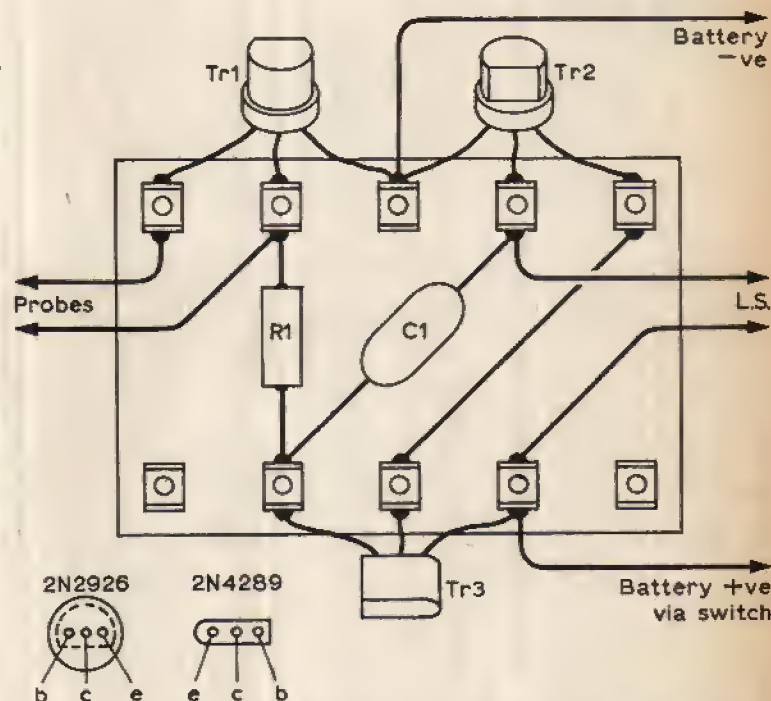 Battery
−ve
Tr1
Tr2
Probes
R1
C1
L.S.
2N2926
2N4289
Tr3
Battery +ve
via switch
b c e
e c b